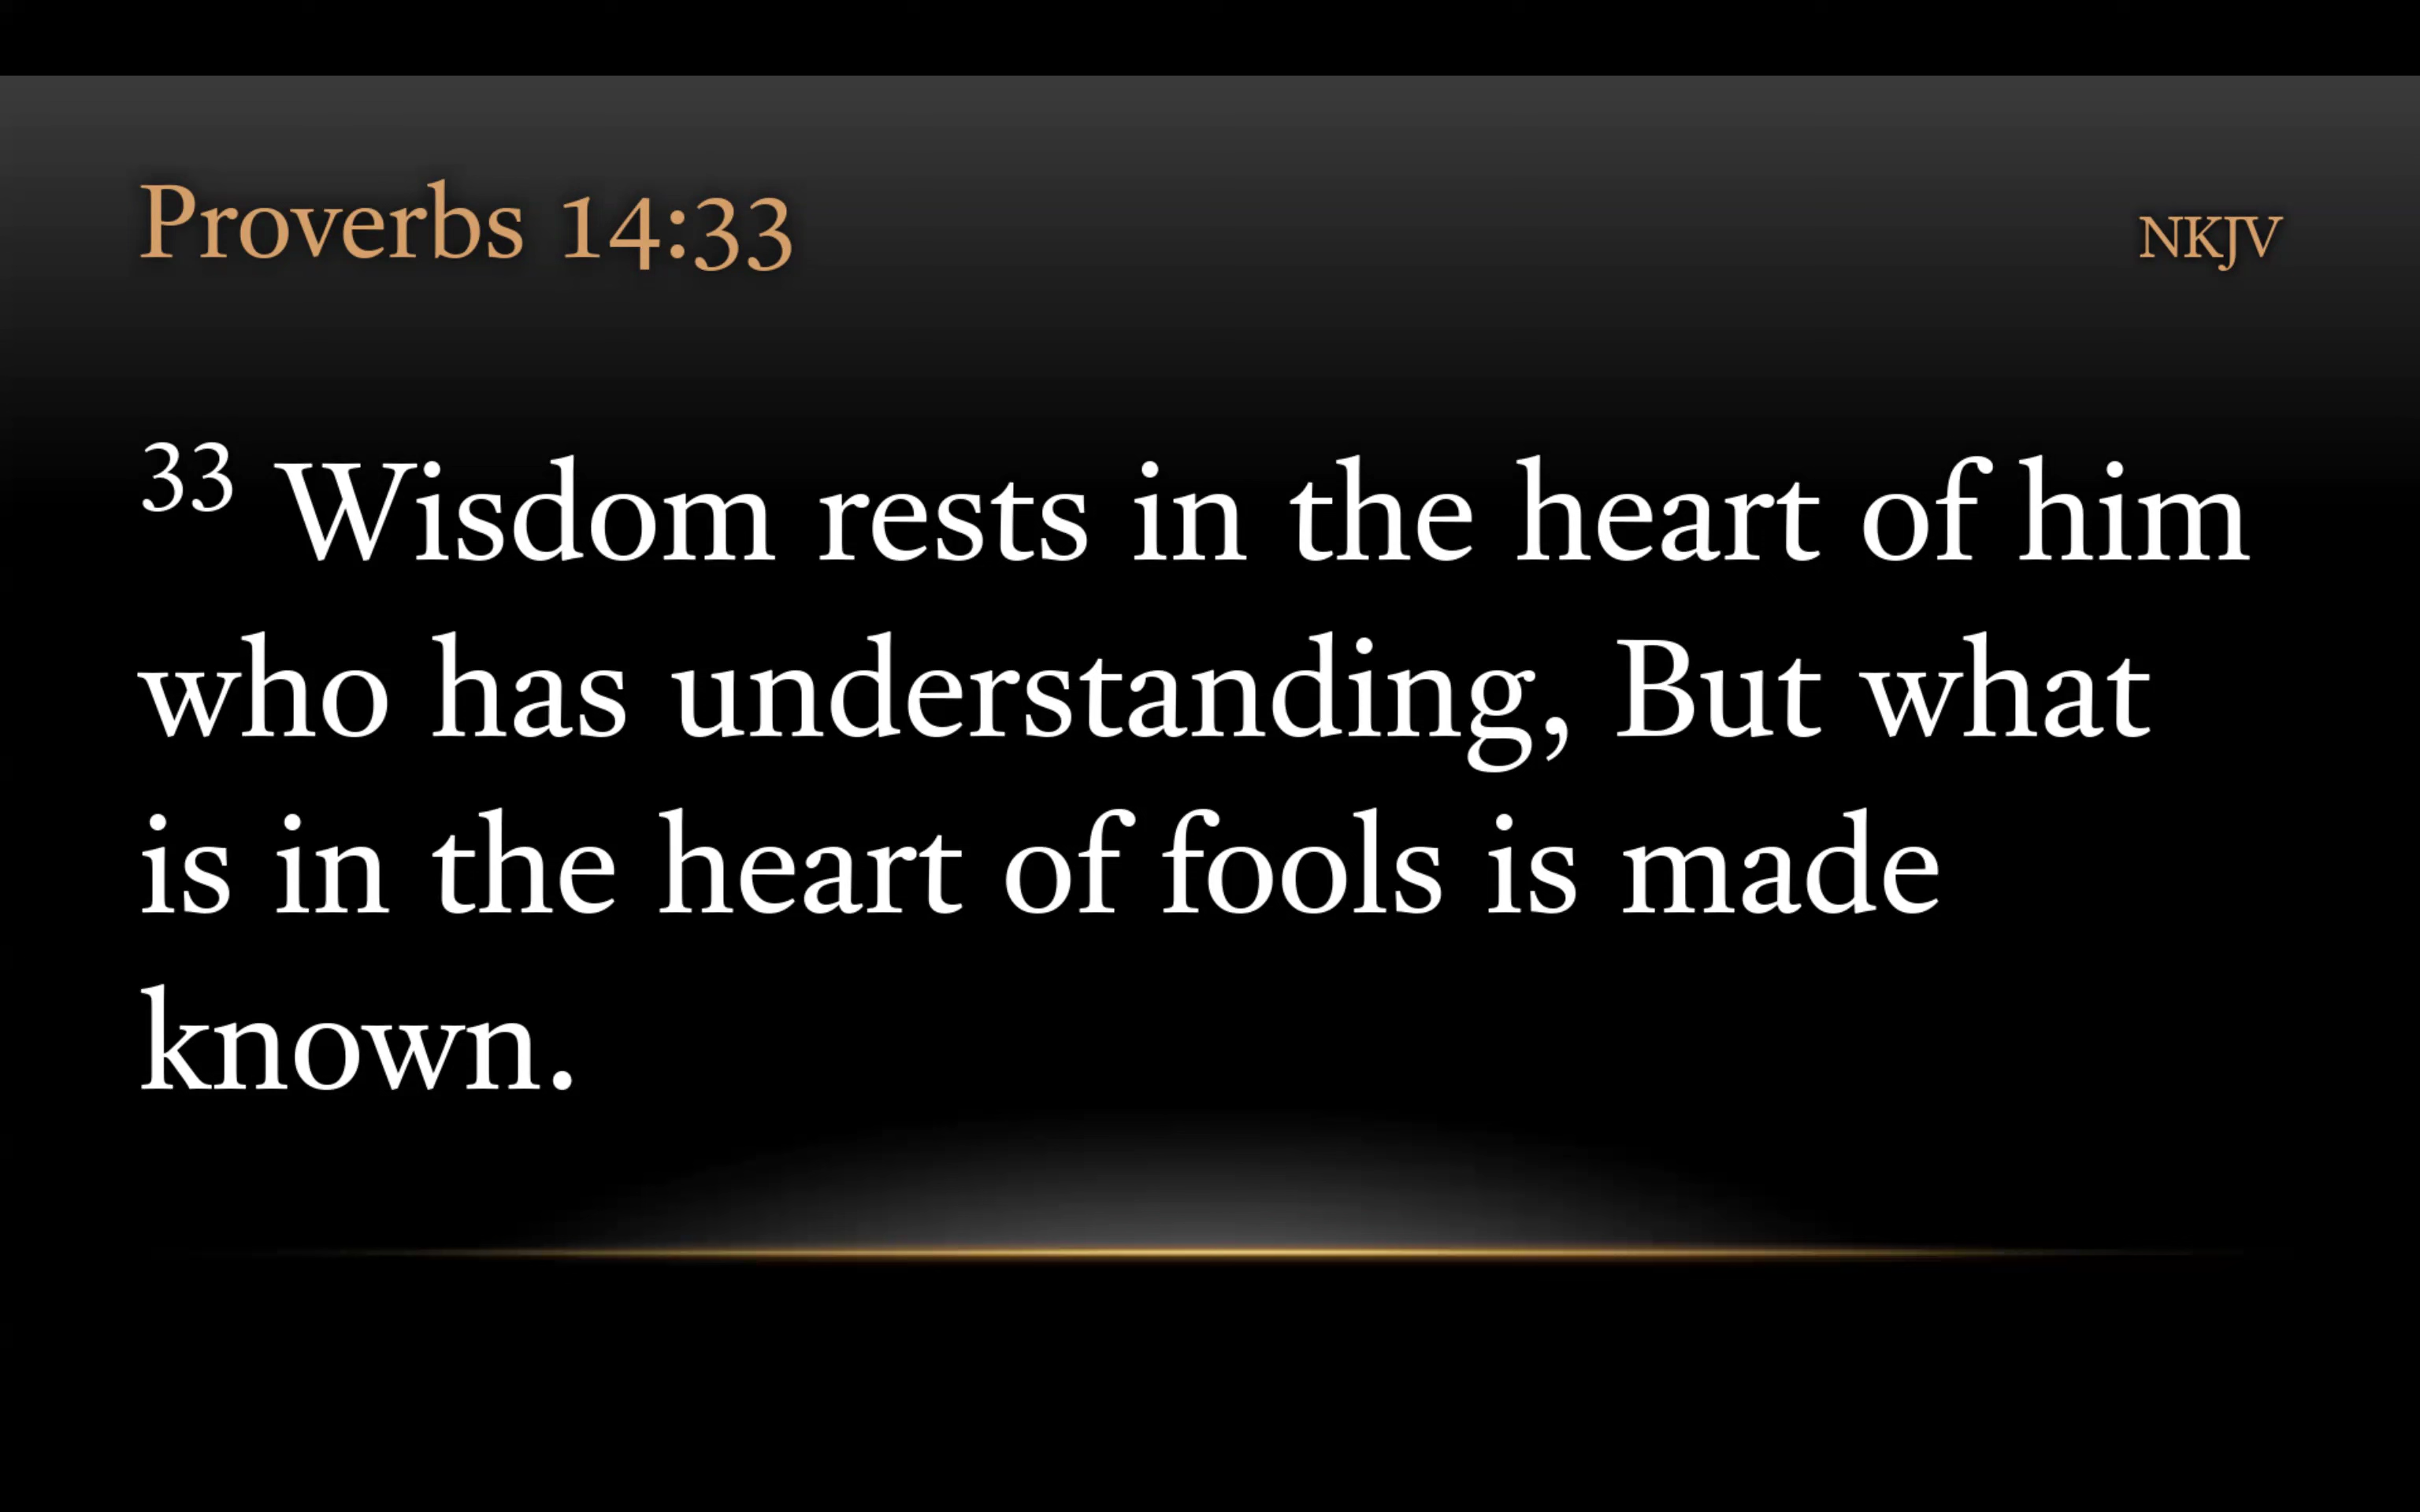 Proverbs 14:33
NKJV
33 Wisdom rests in the heart of him
who has understanding, But what
is in the heart of fools is made
known.